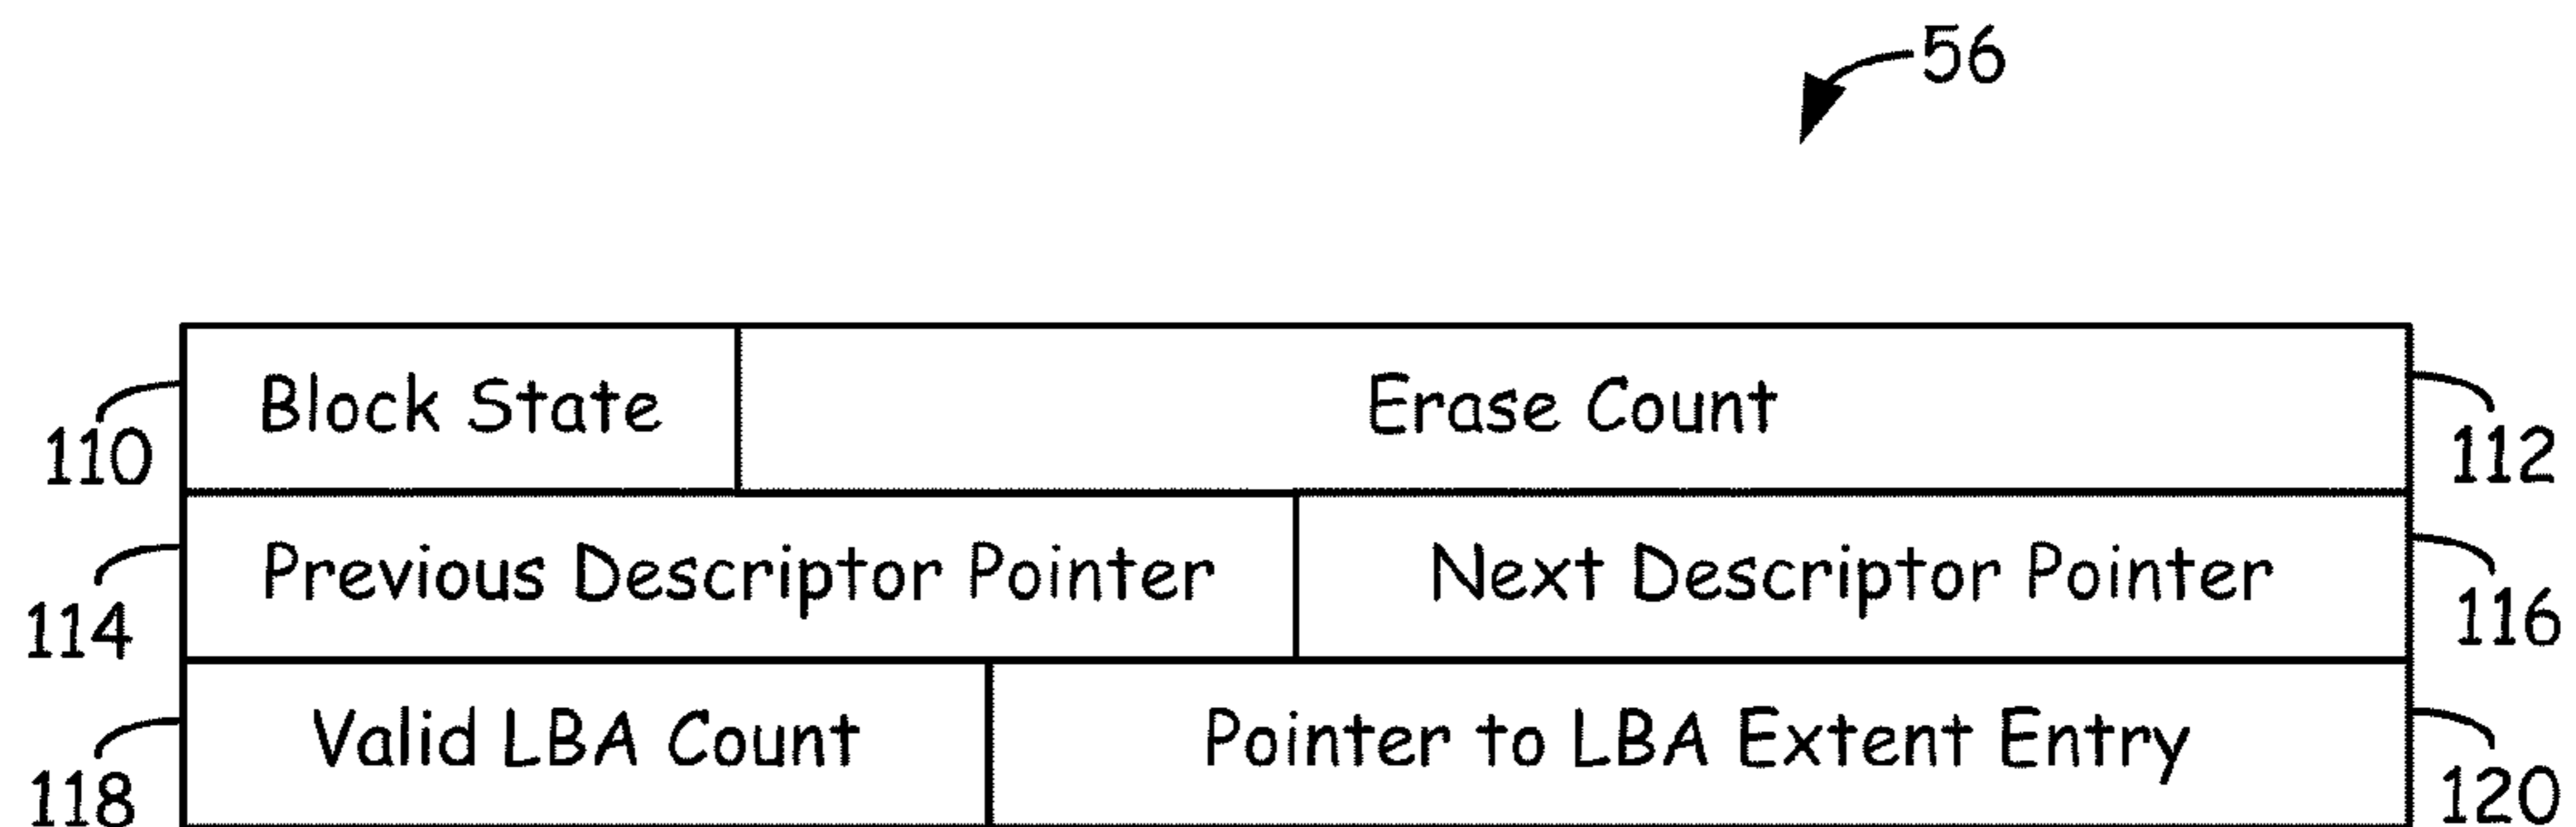 56
110 Block State Erase Count 112
114 Previous Descriptor Pointer Next Descriptor Pointer 116
118 Valid LBA Count Pointer to LBA Extent Entry 120